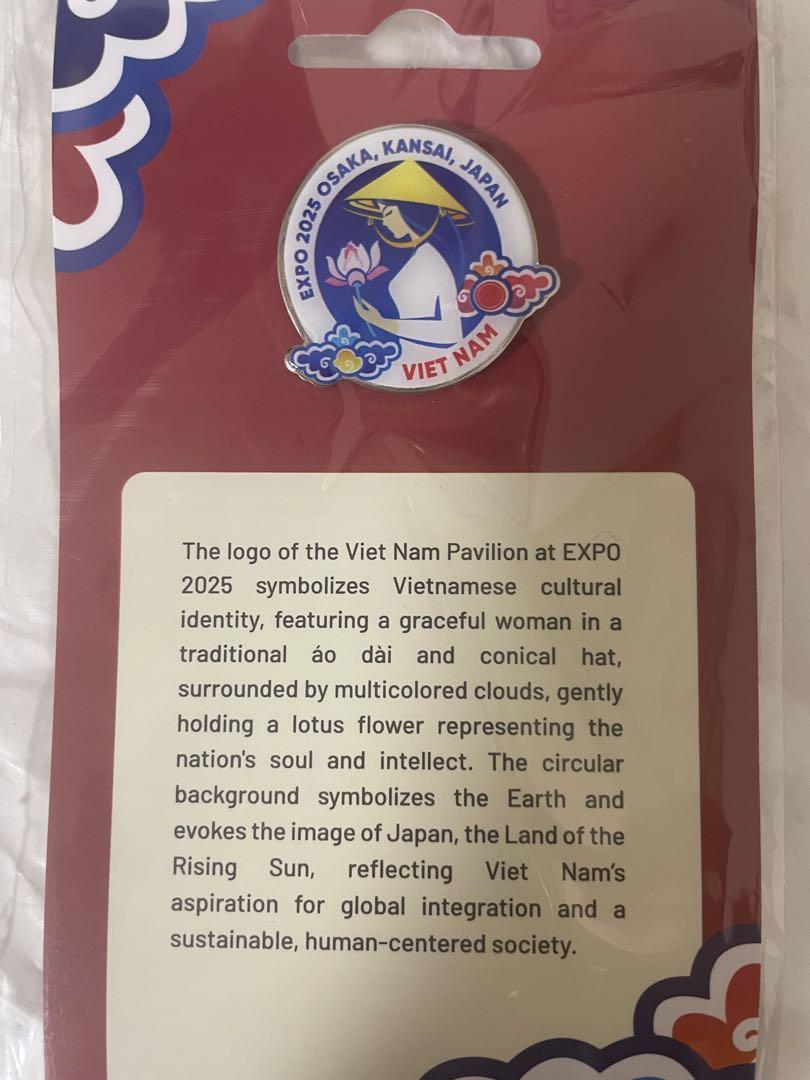 EXPO 2025 OSAKA, KANSAI, JAPAN
VIET NAM
The logo of the Viet Nam Pavilion at EXPO
2025 symbolizes Vietnamese cultural
identity, featuring a graceful woman in a
traditional áo dài and conical hat,
surrounded by multicolored clouds, gently
holding a lotus flower representing the
nation's soul and intellect. The circular
background symbolizes the Earth and
evokes the image of Japan, the Land of the
Rising Sun, reflecting Viet Nam’s
aspiration for global integration and a
sustainable, human-centered society.